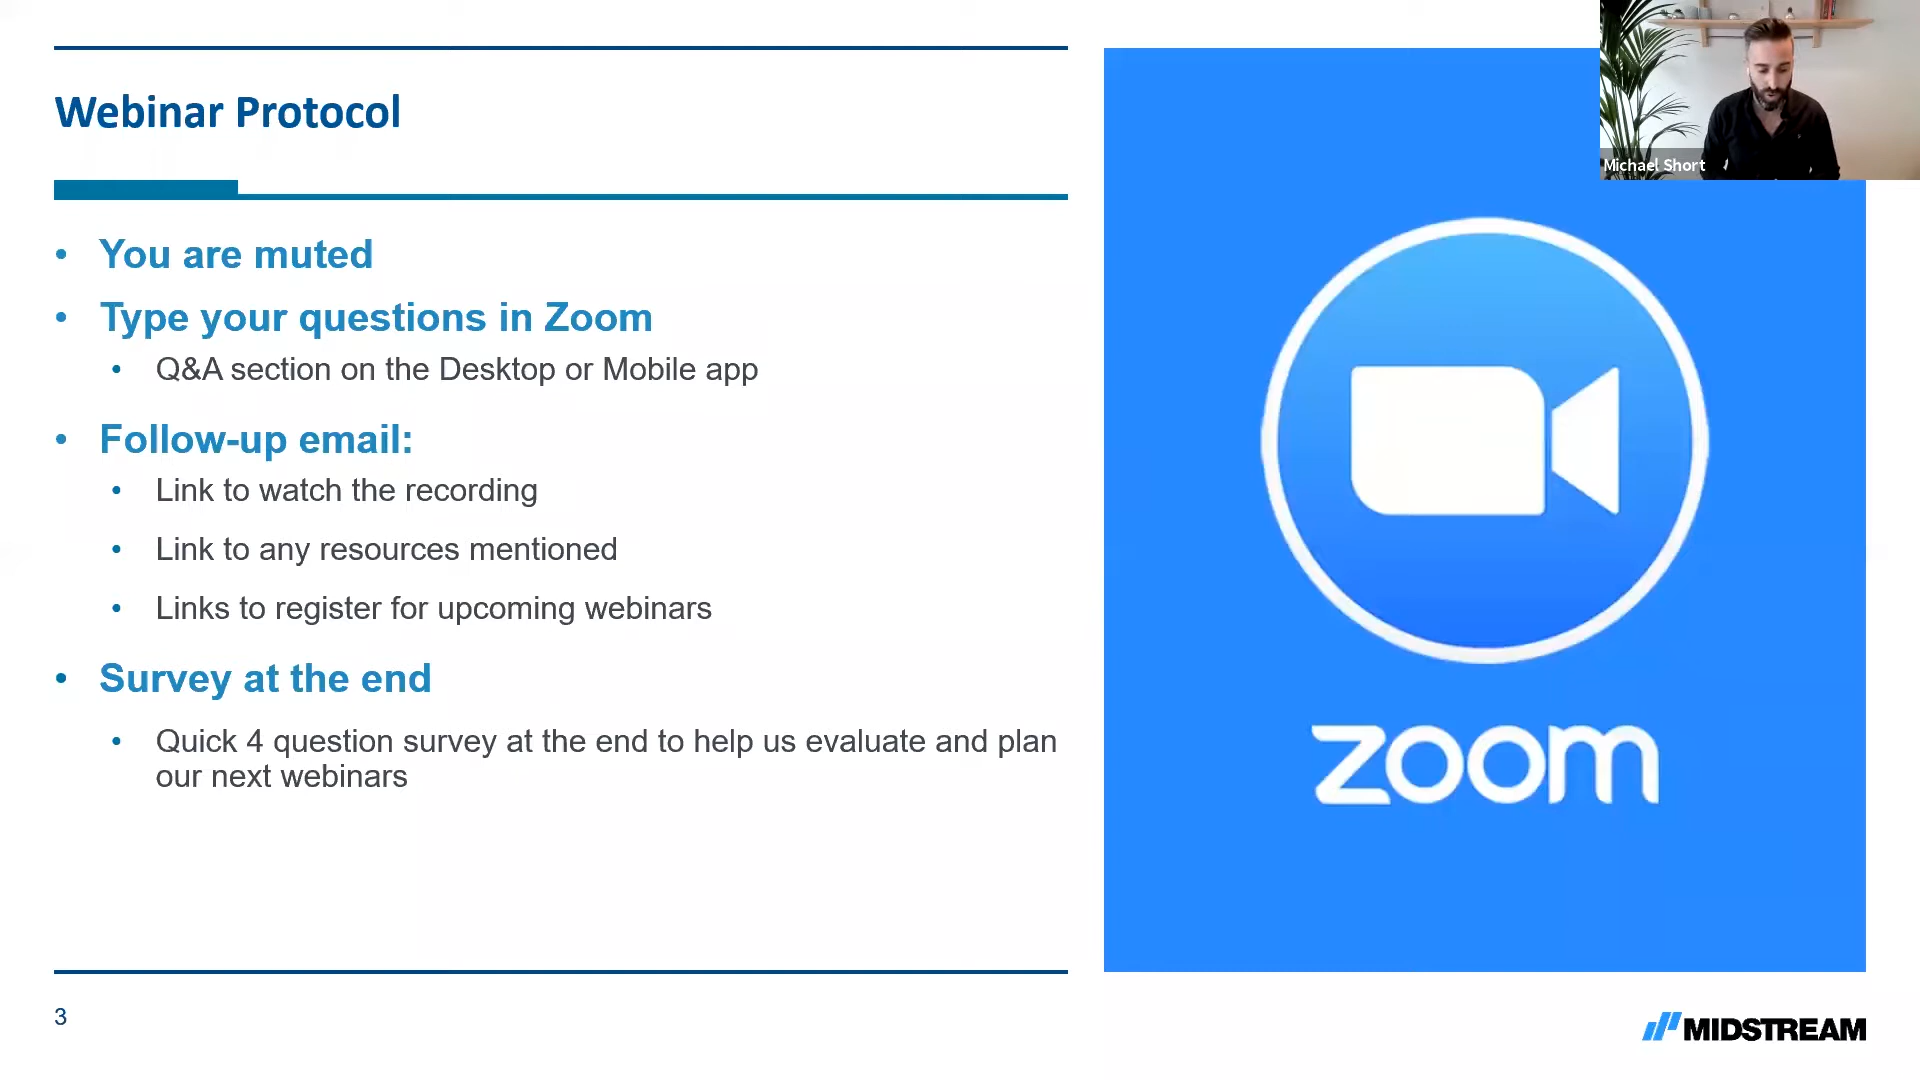 Webinar Protocol
• You are muted
• Type your questions in Zoom
• Q&A section on the Desktop or Mobile app
• Follow-up email:
• Link to watch the recording
• Link to any resources mentioned
• Links to register for upcoming webinars
• Survey at the end
• Quick 4 question survey at the end to help us evaluate and plan
our next webinars
Michael Short
zoom
3
MIDSTREAM